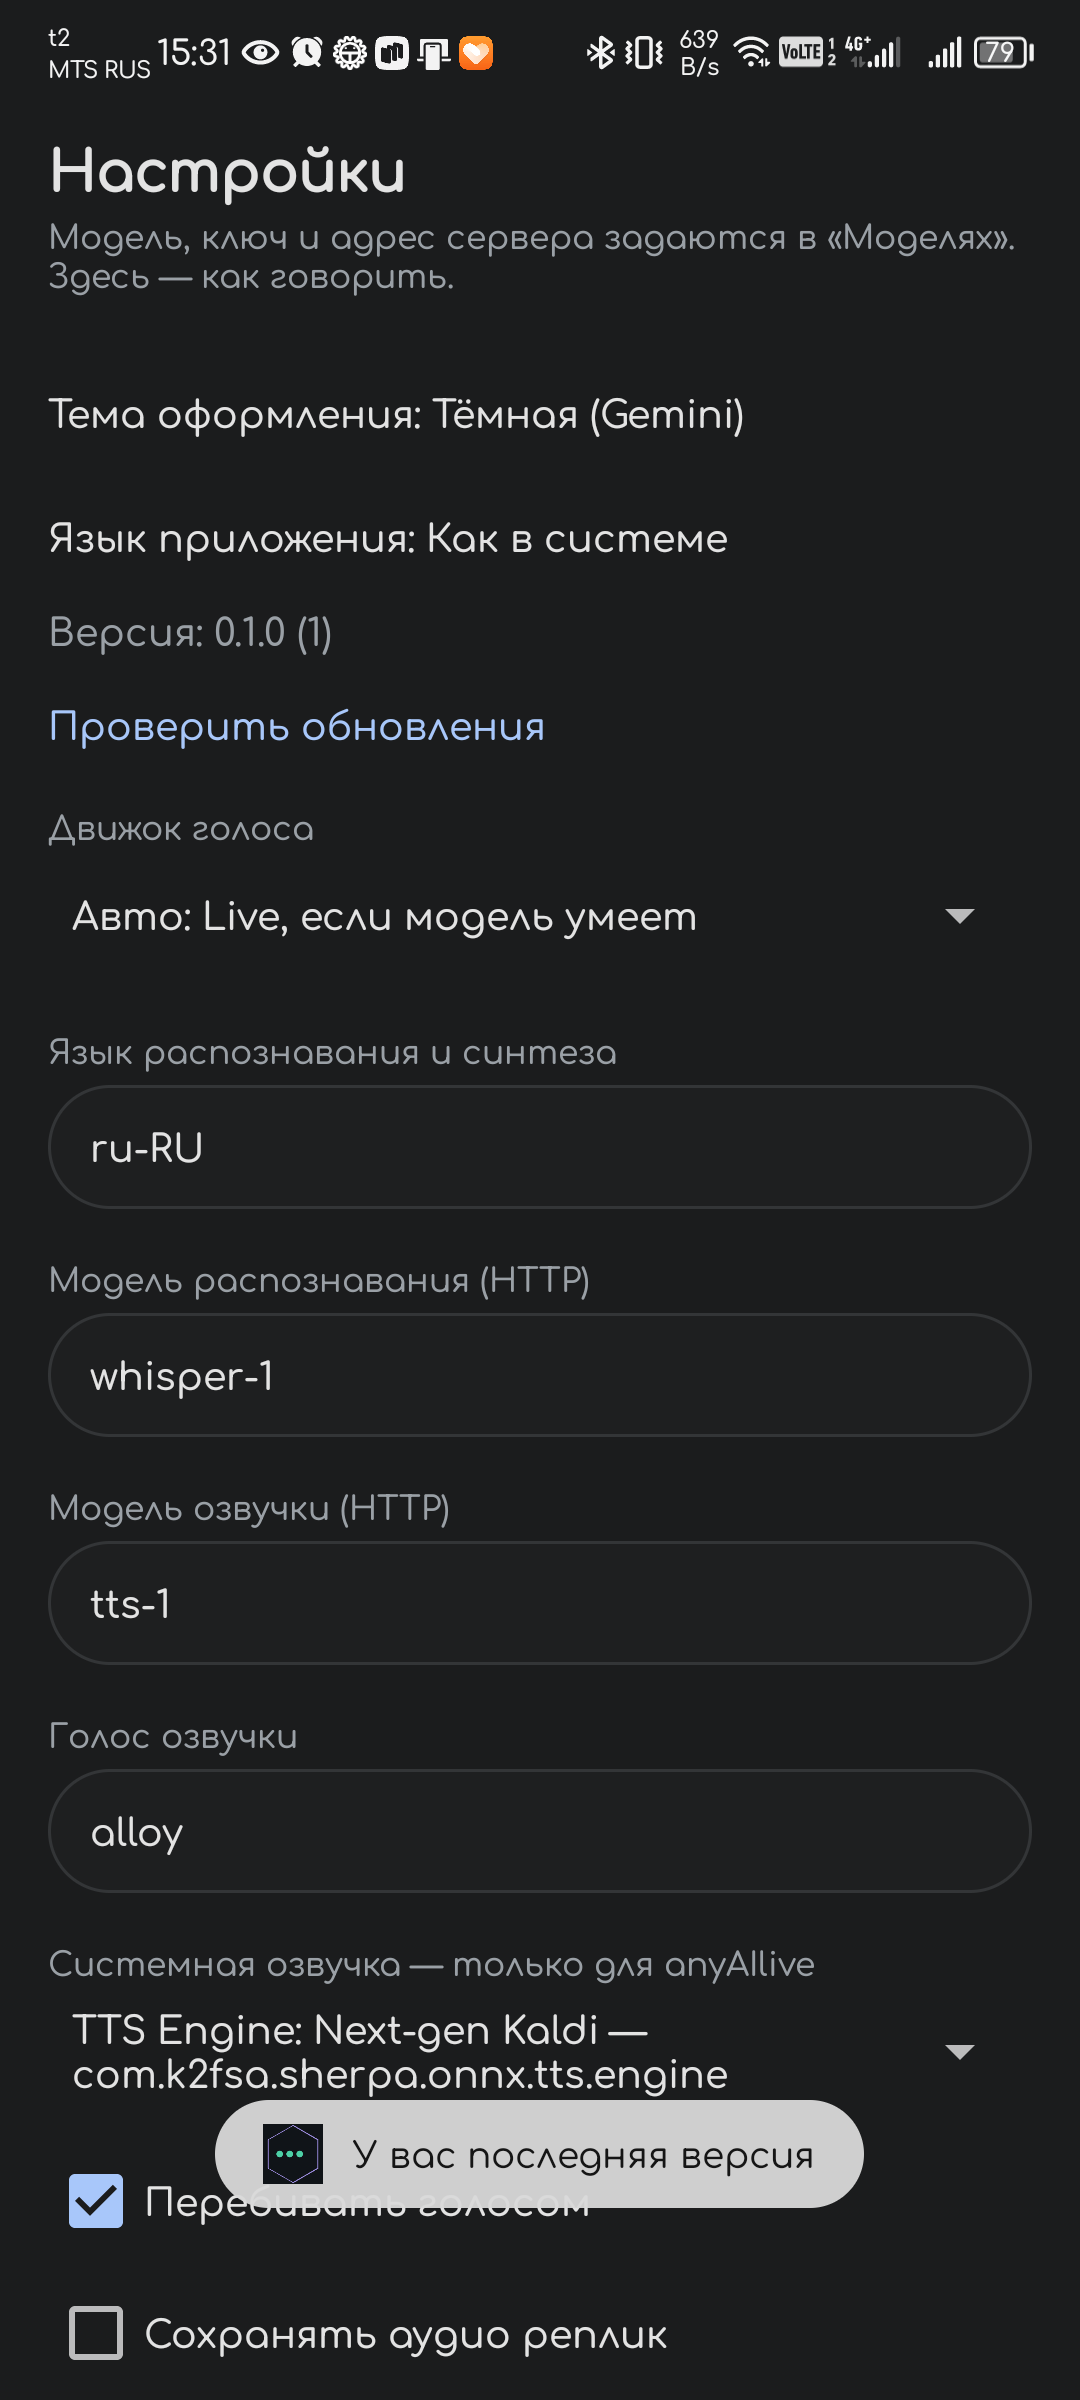 t2
MTS RUS
15:31
639
B/s
VoLTE
1
2
4G+
79
Настройки
Модель, ключ и адрес сервера задаются в «Моделях».
Здесь — как говорить.
Тема оформления: Тёмная (Gemini)
Язык приложения: Как в системе
Версия: 0.1.0 (1)
Проверить обновления
Движок голоса
Авто: Live, если модель умеет
Язык распознавания и синтеза
ru-RU
Модель распознавания (HTTP)
whisper-1
Модель озвучки (HTTP)
tts-1
Голос озвучки
alloy
Системная озвучка — только для anyAIlive
TTS Engine: Next-gen Kaldi —
com.k2fsa.sherpa.onnx.tts.engine
У вас последняя версия
Перебивать голосом
Сохранять аудио реплик